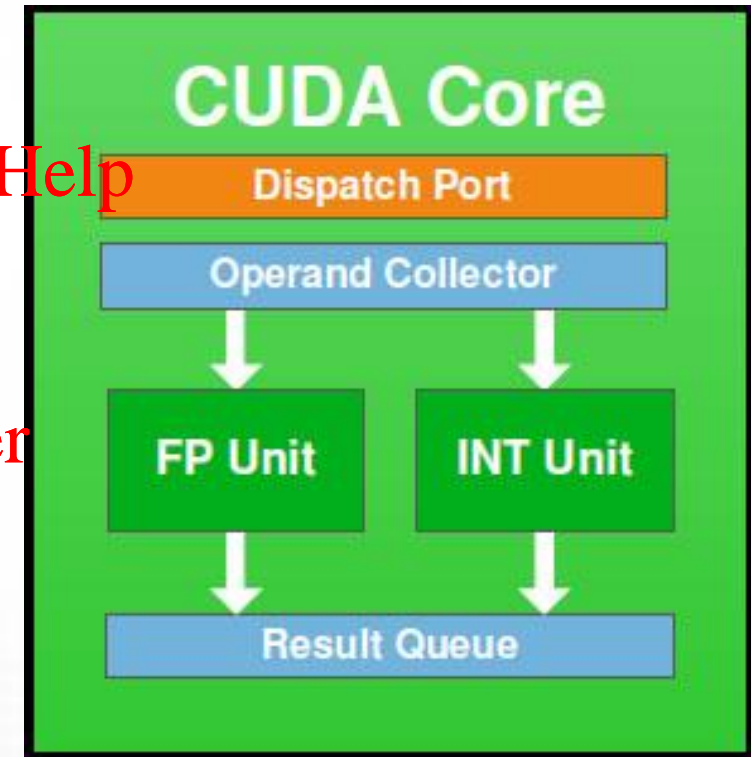 CUDA Core
Help
Dispatch Port
Operand Collector
FP Unit
INT Unit
Result Queue